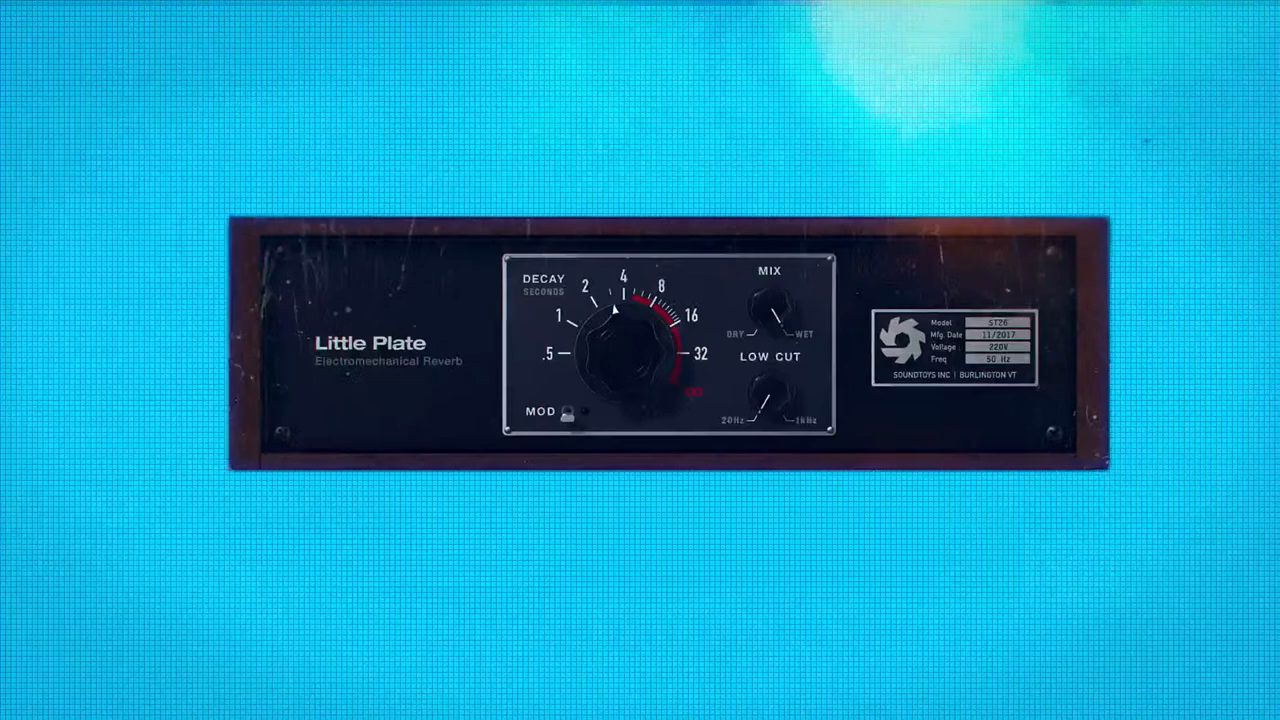 Little Plate
Electromechanical Reverb
DECAY
SECONDS
.5
1
2
4
8
16
32
∞
MOD
MIX
DRY
WET
LOW CUT
20Hz
1kHz
Model ST26
Mfg. Date 11/2017
Voltage 220V
Freq 50 Hz
SOUNDTOYS INC | BURLINGTON VT